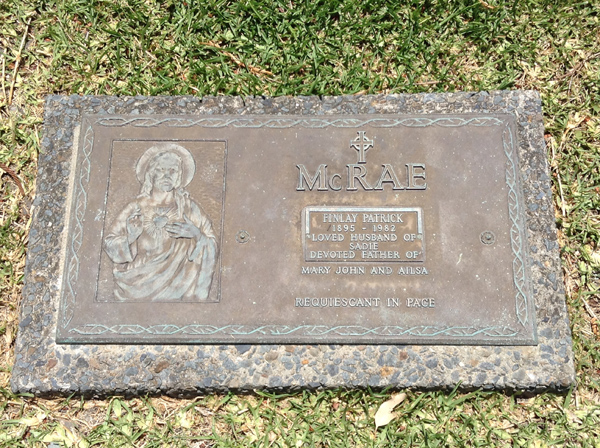 McRAE
FINLAY PATRICK
1895 - 1982
LOVED HUSBAND OF
SADIE
DEVOTED FATHER OF
MARY JOHN AND AILSA
REQUIESCANT IN PACE